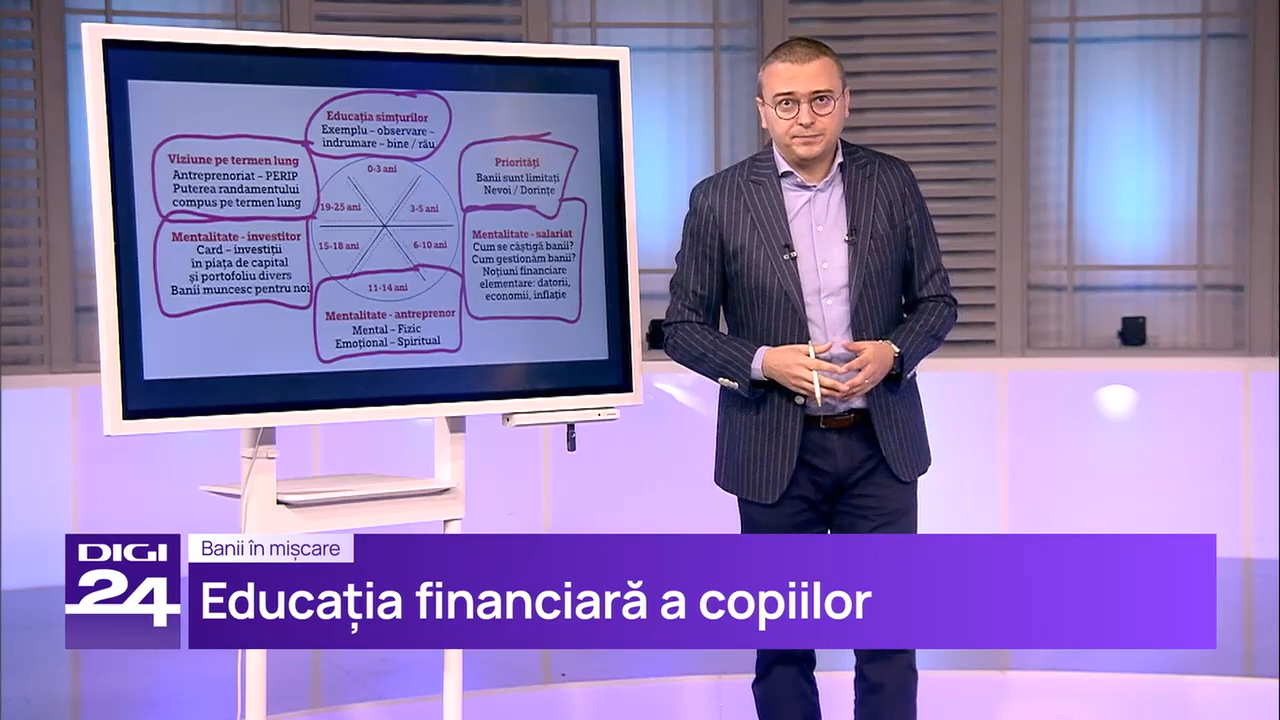 Educația simțurilor
Exemplu – observare –
indrumare – bine / rău
Viziune pe termen lung
Antreprenoriat – PERIP
Puterea randamentului
compus pe termen lung
Priorități
Banii sunt limitați
Nevoi / Dorințe
0-3 ani
19-25 ani
3-5 ani
15-18 ani
6-10 ani
11-14 ani
Mentalitate - investitor
Card – investiții
în piața de capital
și portofoliu divers
Banii muncesc pentru noi
Mentalitate - salariat
Cum se câștigă banii?
Cum gestionăm banii?
Noțiuni financiare
elementare: datorii,
economii, inflație
Mentalitate - antreprenor
Mental – Fizic
Emoțional – Spiritual
DIGI
24
Banii în mișcare
Educația financiară a copiilor